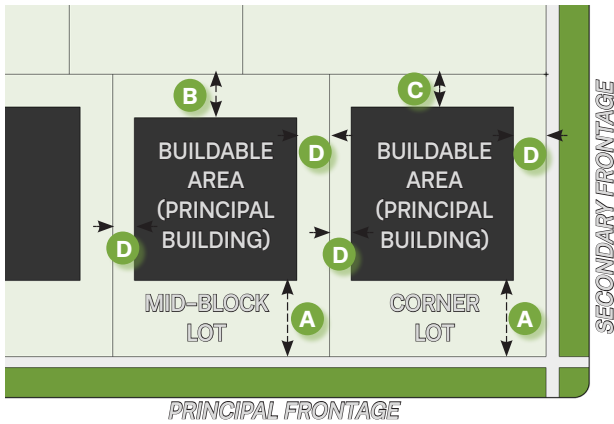 B
C
BUILDABLE
AREA
(PRINCIPAL
BUILDING)
D
BUILDABLE
AREA
(PRINCIPAL
BUILDING)
D
D
D
MID-BLOCK
LOT
A
CORNER
LOT
A
SECONDARY FRONTAGE
PRINCIPAL FRONTAGE